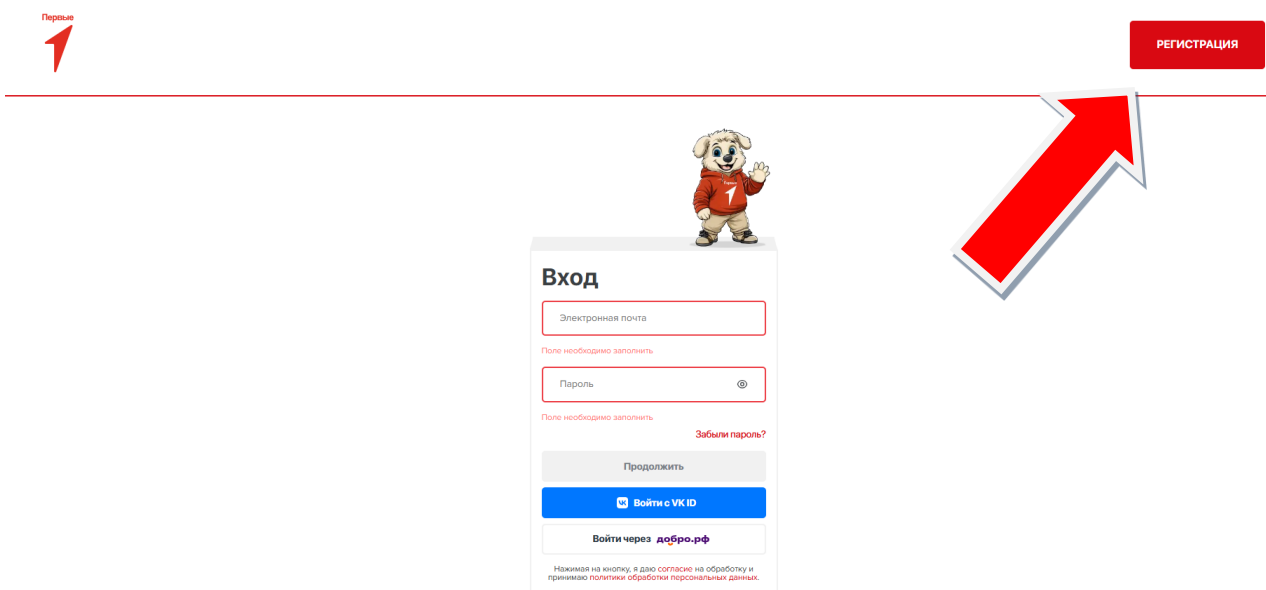 Первые
РЕГИСТРАЦИЯ
Первые
Вход
Электронная почта
Поле необходимо заполнить.
Пароль
Поле необходимо заполнить
Забыли пароль?
Продолжить
Войти с VK ID
Войти через добро.рф
Нажимая на кнопку, я даю согласие на обработку и
принимаю политики обработки персональных данных.